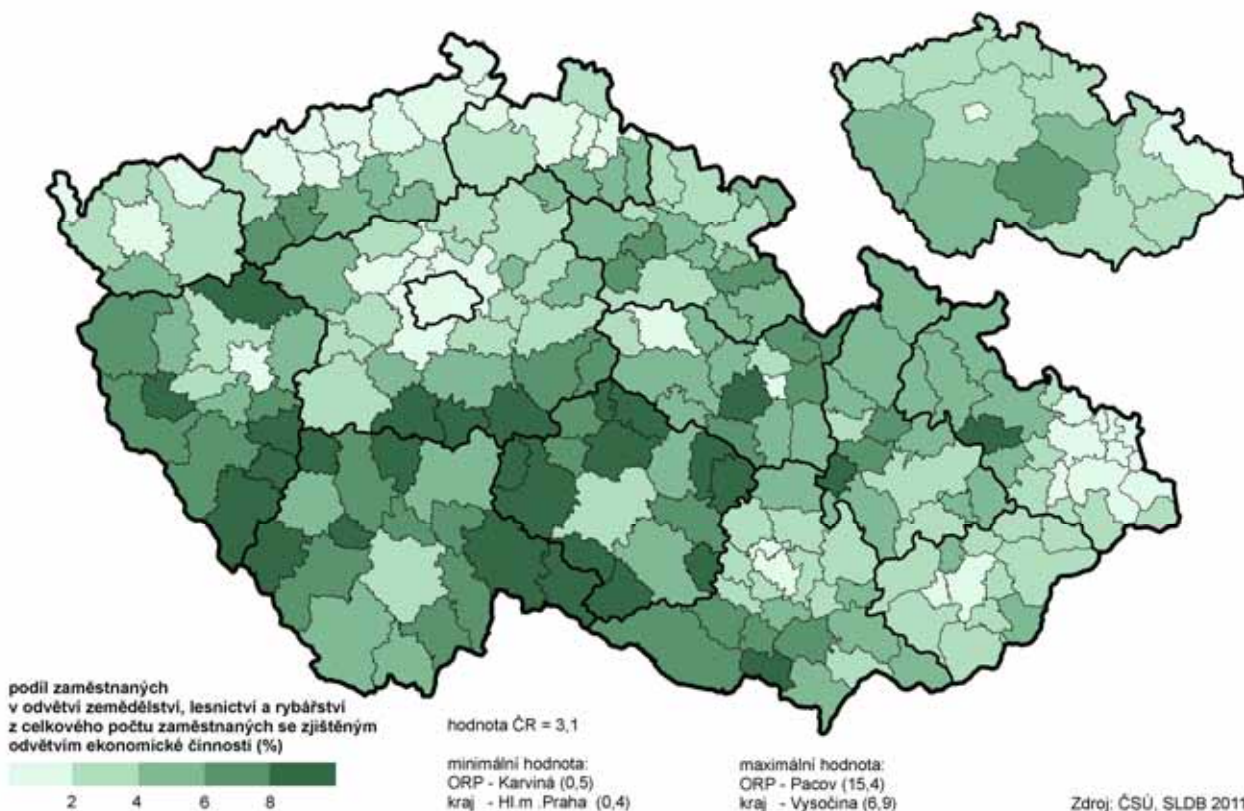 podíl zaměstnaných
v odvětví zemědělství, lesnictví a rybářství
z celkového počtu zaměstnaných se zjištěným
odvětvím ekonomické činnosti (%)
2 4 6 8
hodnota ČR = 3,1
minimální hodnota:
ORP - Karviná (0,5)
kraj - Hl.m .Praha (0,4)
maximální hodnota:
ORP - Pacov (15,4)
kraj - Vysočina (6,9)
Zdroj: ČSÚ, SLDB